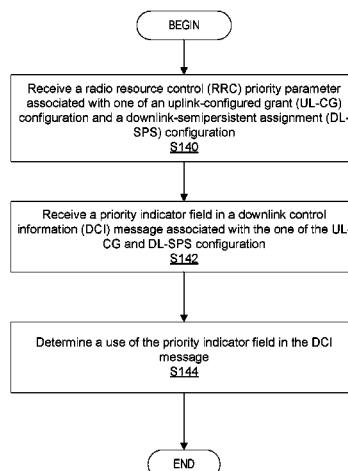 BEGIN
Receive a radio resource control (RRC) priority parameter
associated with one of an uplink-configured grant (UL-CG)
configuration and a downlink-semipersistent assignment (DL-
SPS) configuration
S140
Receive a priority indicator field in a downlink control
information (DCI) message associated with the one of the UL-
CG and DL-SPS configuration
S142
Determine a use of the priority indicator field in the DCI
message
S144
END